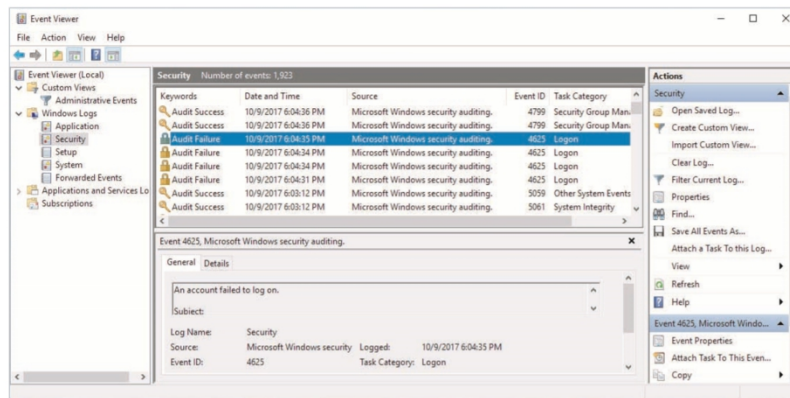 Event Viewer
File Action View Help
Event Viewer (Local)
Custom Views
Administrative Events
Windows Logs
Application
Security
Setup
System
Forwarded Events
Applications and Services Lo
Subscriptions
Security Number of events: 1,923
Keywords Date and Time Source Event ID Task Category
Audit Success 10/9/2017 6:04:36 PM Microsoft Windows security auditing. 4799 Security Group Mana
Audit Success 10/9/2017 6:04:36 PM Microsoft Windows security auditing. 4799 Security Group Mana
Audit Failure 10/9/2017 6:04:35 PM Microsoft Windows security auditing. 4625 Logon
Audit Failure 10/9/2017 6:04:34 PM Microsoft Windows security auditing. 4625 Logon
Audit Failure 10/9/2017 6:04:34 PM Microsoft Windows security auditing. 4625 Logon
Audit Failure 10/9/2017 6:04:31 PM Microsoft Windows security auditing. 4625 Logon
Audit Success 10/9/2017 6:03:12 PM Microsoft Windows security auditing. 5059 Other System Events
Audit Success 10/9/2017 6:03:12 PM Microsoft Windows security auditing. 5061 System Integrity
Event 4625, Microsoft Windows security auditing.
General Details
An account failed to log on.
Subject:
Log Name: Security
Source: Microsoft Windows security Logged: 10/9/2017 6:04:35 PM
Event ID: 4625 Task Category: Logon
Actions
Security
Open Saved Log...
Create Custom View...
Import Custom View...
Clear Log...
Filter Current Log...
Properties
Find...
Save All Events As...
Attach a Task To this Log...
View
Refresh
Help
Event 4625, Microsoft Windo...
Event Properties
Attach Task To This Even...
Copy